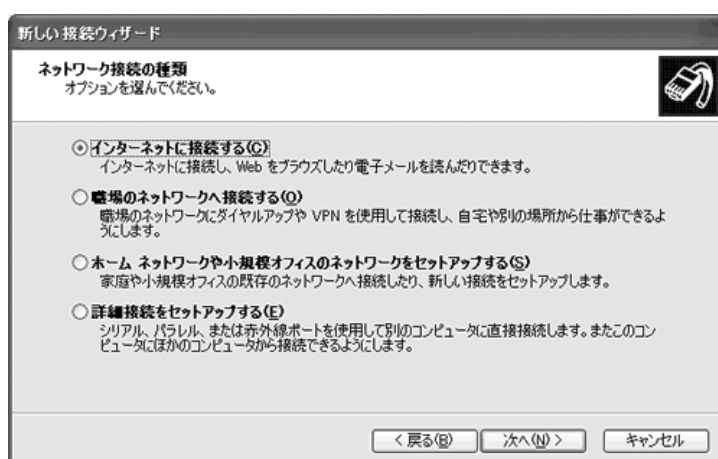 新しい接続ウィザード
ネットワーク接続の種類
オプションを選んでください。
インターネットに接続する(C)
インターネットに接続し、Web をブラウズしたり電子メールを読んだりできます。
職場のネットワークへ接続する(O)
職場のネットワークにダイヤルアップや VPN を使用して接続し、自宅や別の場所から仕事ができるよ
うにします。
ホーム ネットワークや小規模オフィスのネットワークをセットアップする(S)
家庭や小規模オフィスの既存のネットワークへ接続したり、新しい接続をセットアップします。
詳細接続をセットアップする(E)
シリアル、パラレル、または赤外線ポートを使用して別のコンピュータに直接接続します。またこのコン
ピュータにほかのコンピュータから接続できるようにします。
< 戻る(B) 次へ(N) > キャンセル